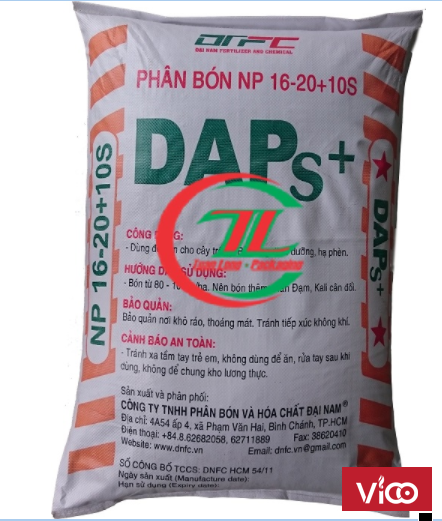 DNFC
DAI NAM FERTILIZER AND CHEMICAL
PHÂN BÓN NP 16-20+10S
DAPS+
NP 16-20+10S
DAPS+
TL
Packaging
CÔNG
- Dùng để cho cây dưỡng, hạ phèn.
HƯỚNG DẪN SỬ DỤNG:
- Bón từ 80 - Nên bón thêm Đạm, Kali cân đối.
BẢO QUẢN:
Bảo quản nơi khô ráo, thoáng mát. Tránh tiếp xúc không khí.
CẢNH BÁO AN TOÀN:
- Tránh xa tầm tay trẻ em, không dùng để ăn, rửa tay sau khi
dùng, không để chung kho lương thực.
Sản xuất và phân phối:
CÔNG TY TNHH PHÂN BÓN VÀ HÓA CHẤT ĐẠI NAM®
Địa chỉ: 4A54 ấp 4, xã Phạm Văn Hai, Bình Chánh, TP.HCM
Điện thoại: +84.8.62682058, 62711889 Fax: 38620410
Website: www.dnfc.vn Email: dnfc.vn@gmail.com
SỐ CÔNG BỐ TCCS: DNFC HCM 54/11
Ngày sản xuất (Manufacture date):
Hạn sử dụng (Expiry date):
VICO